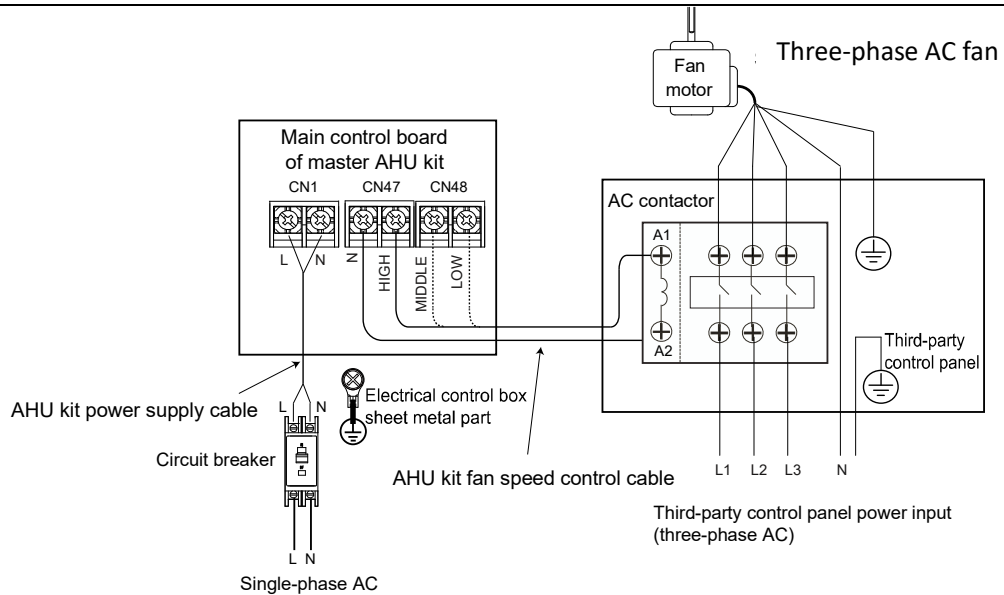 Three-phase AC fan
Fan
motor
Main control board
of master AHU kit
CN1
CN47
CN48
L
N
N
HIGH
MIDDLE
LOW
AC contactor
A1
A2
Third-party
control panel
AHU kit power supply cable
L
N
Electrical control box
sheet metal part
Circuit breaker
AHU kit fan speed control cable
L1
L2
L3
N
Third-party control panel power input
(three-phase AC)
L N
Single-phase AC